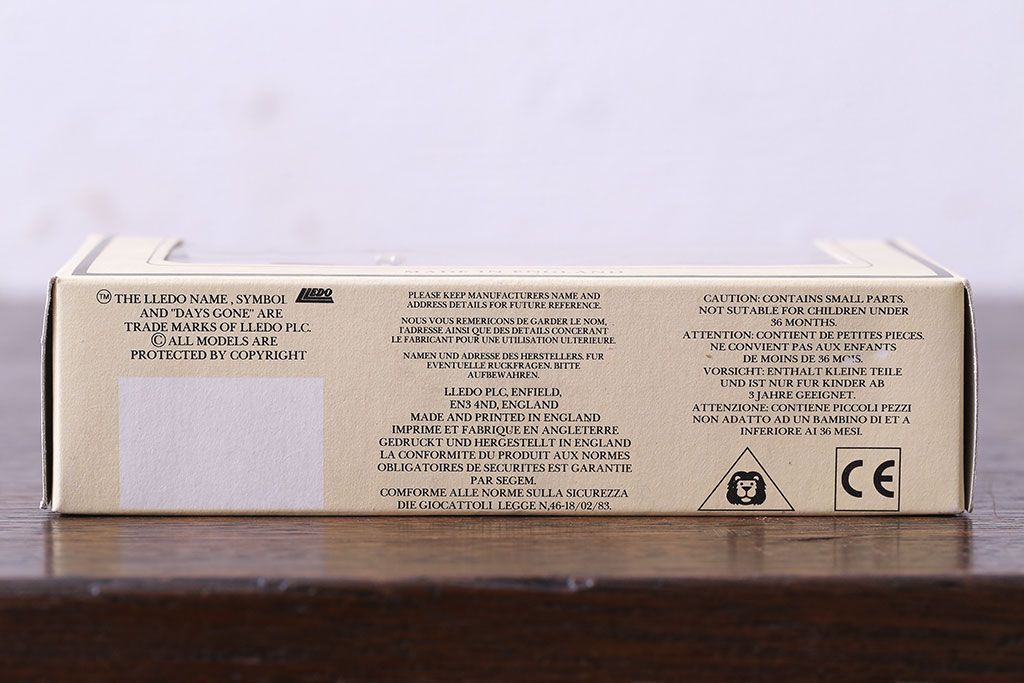 MADE IN ENGLAND
™ THE LLEDO NAME, SYMBOL LLEDO
AND "DAYS GONE" ARE
TRADE MARKS OF LLEDO PLC.
© ALL MODELS ARE
PROTECTED BY COPYRIGHT
PLEASE KEEP MANUFACTURERS NAME AND
ADDRESS DETAILS FOR FUTURE REFERENCE.
NOUS VOUS REMERICONS DE GARDER LE NOM,
I'ADRESSE AINSI QUE DES DETAILS CONCERANT
LE FABRICANT POUR UNE UTILISATION ULTERIEURE.
NAMEN UND ADRESSE DES HERSTELLERS. FUR
EVENTUELLE RUCKFRAGEN. BITTE
AUFBEWAHREN.
LLEDO PLC, ENFIELD,
EN3 4ND, ENGLAND
MADE AND PRINTED IN ENGLAND
IMPRIME ET FABRIQUE EN ANGLETERRE
GEDRUCKT UND HERGESTELLT IN ENGLAND
LA CONFORMITE DU PRODUIT AUX NORMES
OBLIGATOIRES DE SECURITES EST GARANTIE
PAR SEGEM.
CONFORME ALLE NORME SULLA SICUREZZA
DIE GIOCATTOLI LEGGE N,46-18/02/83.
CAUTION: CONTAINS SMALL PARTS.
NOT SUTABLE FOR CHILDREN UNDER
36 MONTHS.
ATTENTION: CONTIENT DE PETITES PIECES.
NE CONVIENT PAS AUX ENFANTS
DE MOINS DE 36 MOIS.
VORSICHT: ENTHALT KLEINE TEILE
UND IST NUR FUR KINDER AB
3 JAHRE GEEIGNET.
ATTENZIONE: CONTIENE PICCOLI PEZZI
NON ADATTO AD UN BAMBINO DI ET A
INFERIORE AI 36 MESI.
CE